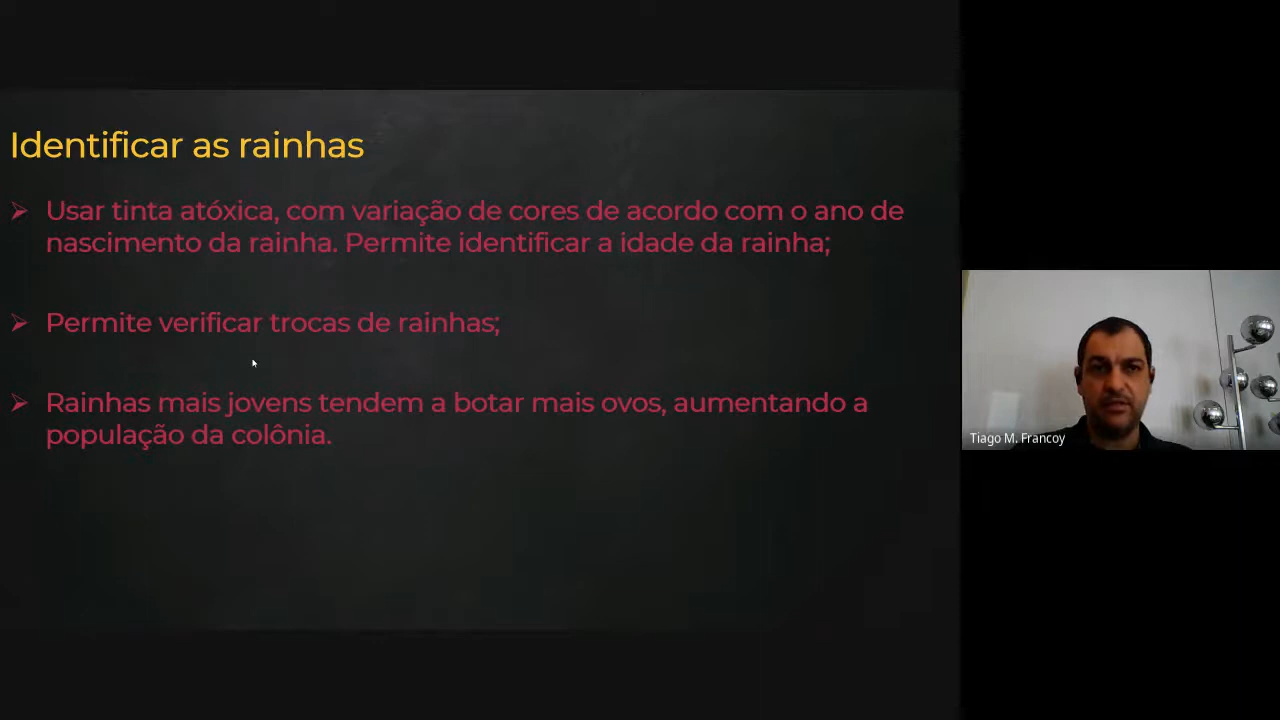 Identificar as rainhas
Usar tinta atóxica, com variação de cores de acordo com o ano de
nascimento da rainha. Permite identificar a idade da rainha;
Permite verificar trocas de rainhas;
Rainhas mais jovens tendem a botar mais ovos, aumentando a
população da colônia.
Tiago M. Francoy